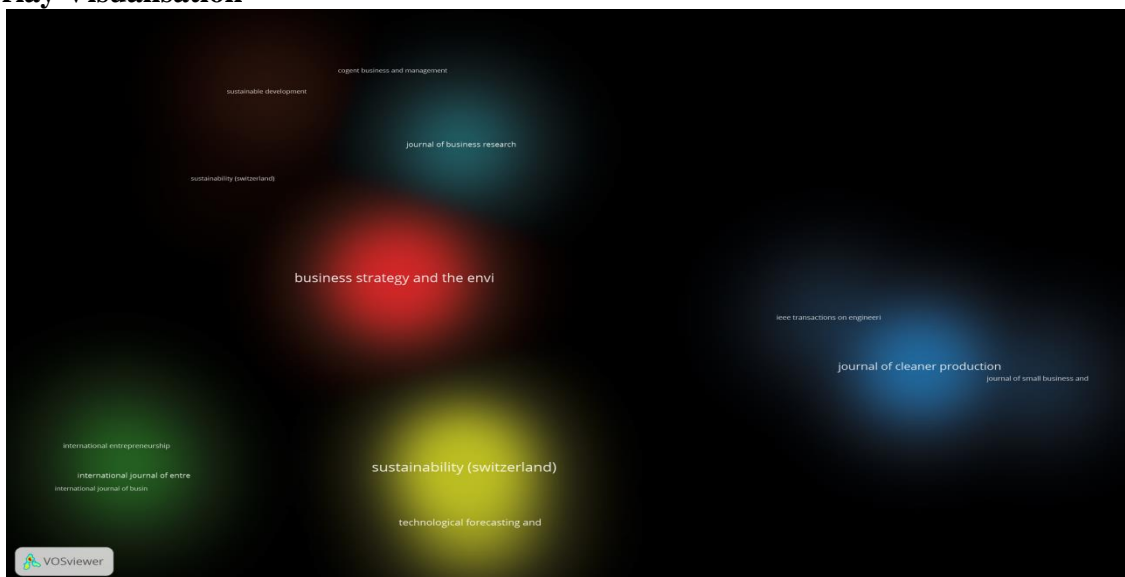 cogent business and management
sustainable development
journal of business research
sustainability (switzerland)
business strategy and the envi
ieee transactions on engineeri
journal of cleaner production
journal of small business and
international entrepreneurship
sustainability (switzerland)
international journal of entre
international journal of busin
technological forecasting and
VOSviewer